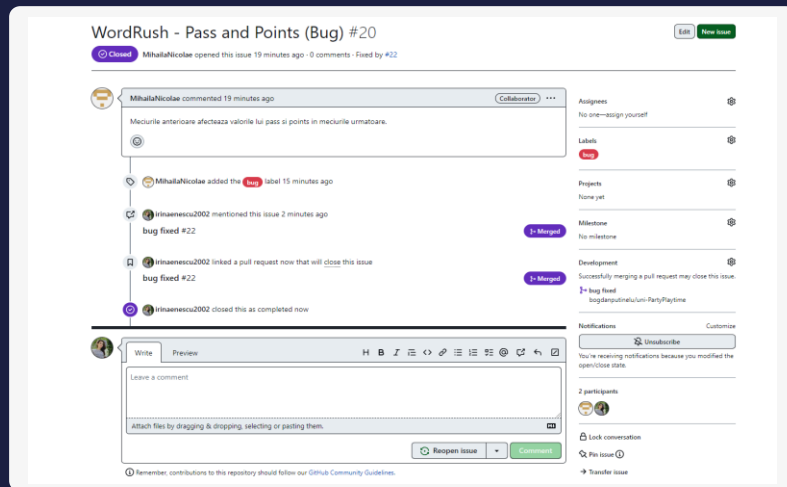 WordRush - Pass and Points (Bug) #20
Edit New issue
Closed MihailaNicolae opened this issue 19 minutes ago · 0 comments · Fixed by #22
MihailaNicolae commented 19 minutes ago Collaborator ...
Meciurile anterioare afecteaza valorile lui pass si points in meciurile urmatoare.
MihailaNicolae added the bug label 15 minutes ago
irinaenescu2002 mentioned this issue 2 minutes ago
bug fixed #22 Merged
irinaenescu2002 linked a pull request now that will close this issue
bug fixed #22 Merged
irinaenescu2002 closed this as completed now
Write Preview H B I
Leave a comment
Attach files by dragging & dropping, selecting or pasting them.
Reopen issue Comment
Remember, contributions to this repository should follow our GitHub Community Guidelines.
Assignees
No one—assign yourself
Labels
bug
Projects
None yet
Milestone
No milestone
Development
Successfully merging a pull request may close this issue.
bug fixed
bogdanputinelu/uni-PartyPlaytime
Notifications Customize
Unsubscribe
You're receiving notifications because you modified the
open/close state.
2 participants
Lock conversation
Pin issue
Transfer issue